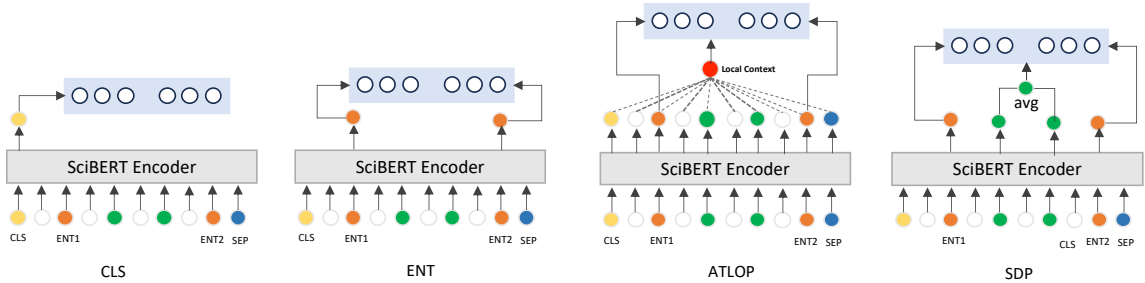 SciBERT Encoder
CLS
ENT1
ENT2
SEP
CLS
SciBERT Encoder
CLS
ENT1
ENT2
SEP
ENT
Local Context
SciBERT Encoder
CLS
ENT1
ENT2
SEP
ATLOP
avg
SciBERT Encoder
ENT1
CLS
ENT2
SEP
SDP